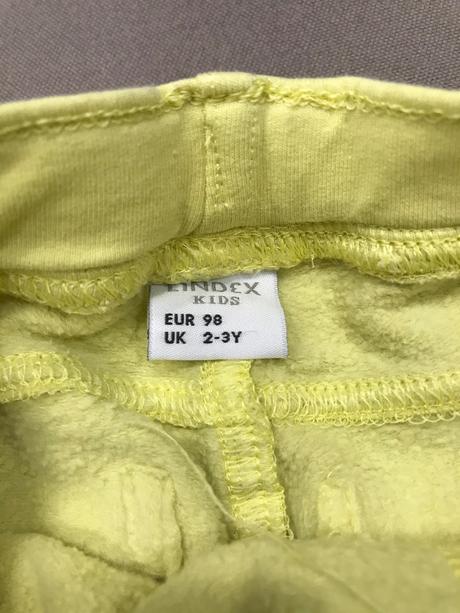 LINDEX
KIDS
EUR 98
UK 2-3Y